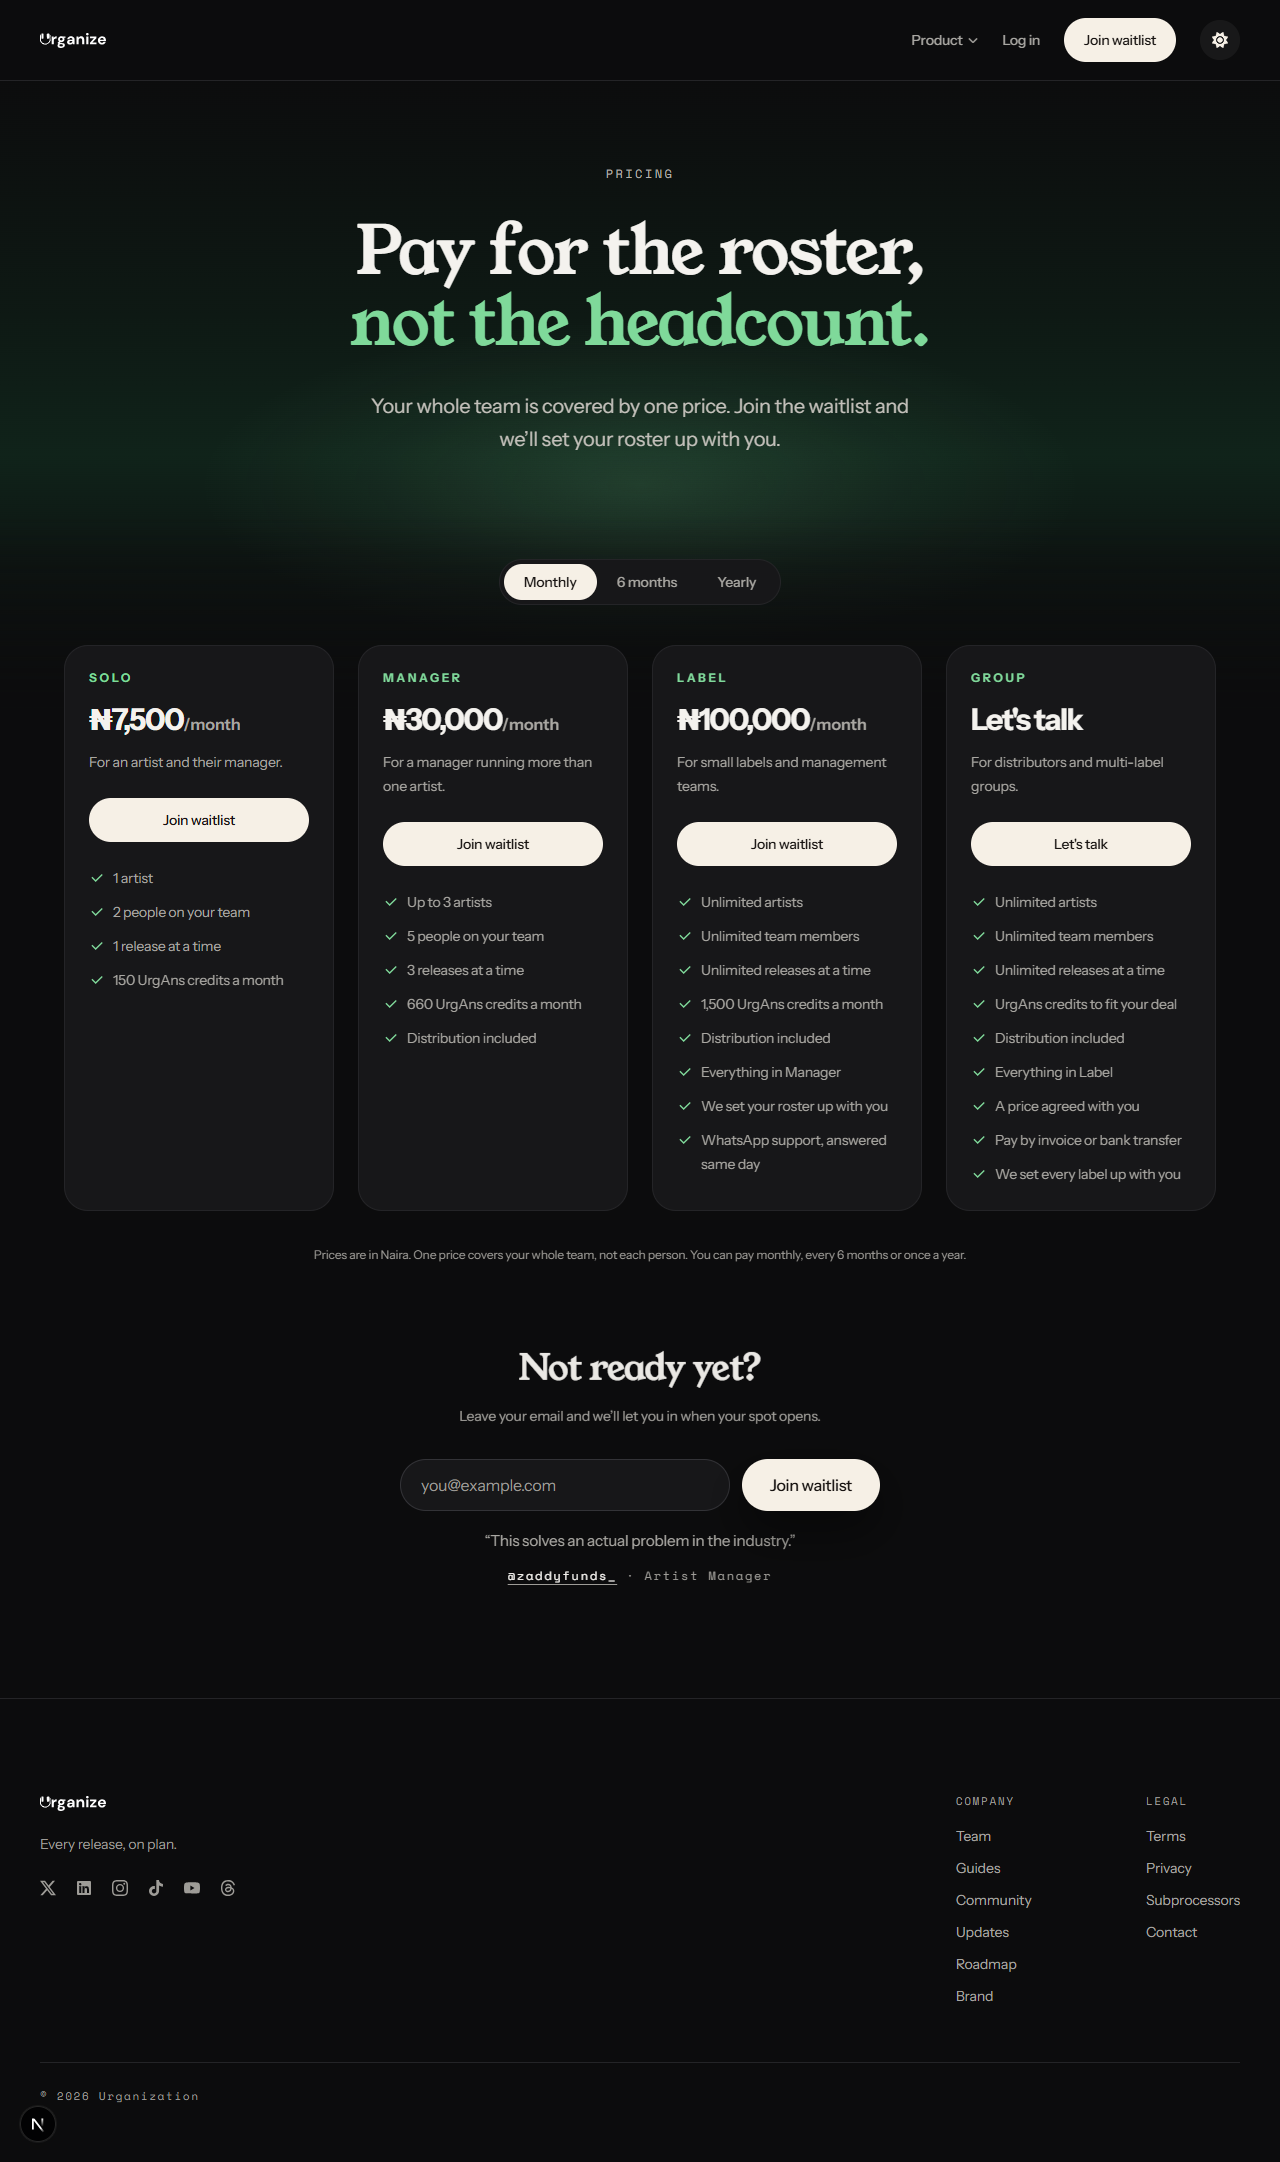 Urganize
Product
Log in
Join waitlist
PRICING
Pay for the roster,
not the headcount.
Your whole team is covered by one price. Join the waitlist and
we’ll set your roster up with you.
Monthly
6 months
Yearly
SOLO
₦7,500/month
For an artist and their manager.
Join waitlist
1 artist
2 people on your team
1 release at a time
150 UrgAns credits a month
MANAGER
₦30,000/month
For a manager running more than
one artist.
Join waitlist
Up to 3 artists
5 people on your team
3 releases at a time
660 UrgAns credits a month
Distribution included
LABEL
₦100,000/month
For small labels and management
teams.
Join waitlist
Unlimited artists
Unlimited team members
Unlimited releases at a time
1,500 UrgAns credits a month
Distribution included
Everything in Manager
We set your roster up with you
WhatsApp support, answered
same day
GROUP
Let's talk
For distributors and multi-label
groups.
Let's talk
Unlimited artists
Unlimited team members
Unlimited releases at a time
UrgAns credits to fit your deal
Distribution included
Everything in Label
A price agreed with you
Pay by invoice or bank transfer
We set every label up with you
Prices are in Naira. One price covers your whole team, not each person. You can pay monthly, every 6 months or once a year.
Not ready yet?
Leave your email and we’ll let you in when your spot opens.
you@example.com
Join waitlist
“This solves an actual problem in the industry.”
@zaddyfunds_ · Artist Manager
Urganize
Every release, on plan.
COMPANY
Team
Guides
Community
Updates
Roadmap
Brand
LEGAL
Terms
Privacy
Subprocessors
Contact
© 2026 Urganization
N